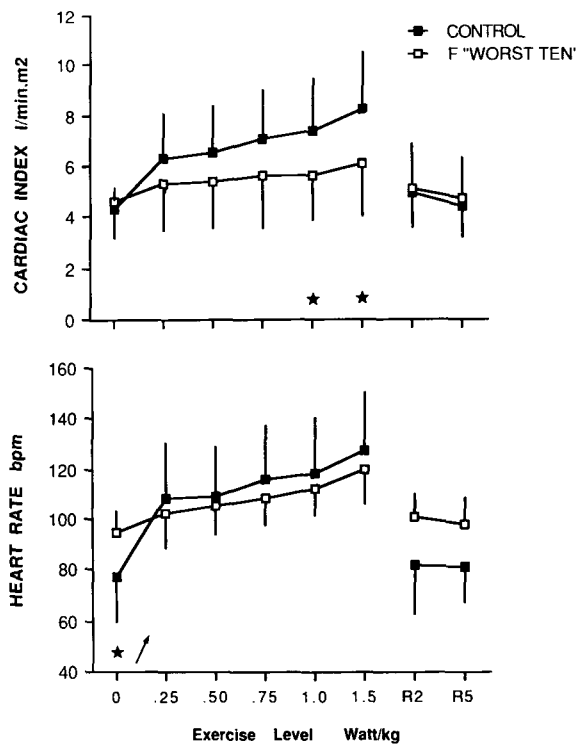 CONTROL
F "WORST TEN'
CARDIAC INDEX l/min.m2
12
10
8
6
4
2
0
HEART RATE bpm
160
140
120
100
80
60
40
0 .25 .50 .75 1.0 1.5 R2 R5
Exercise Level Watt/kg